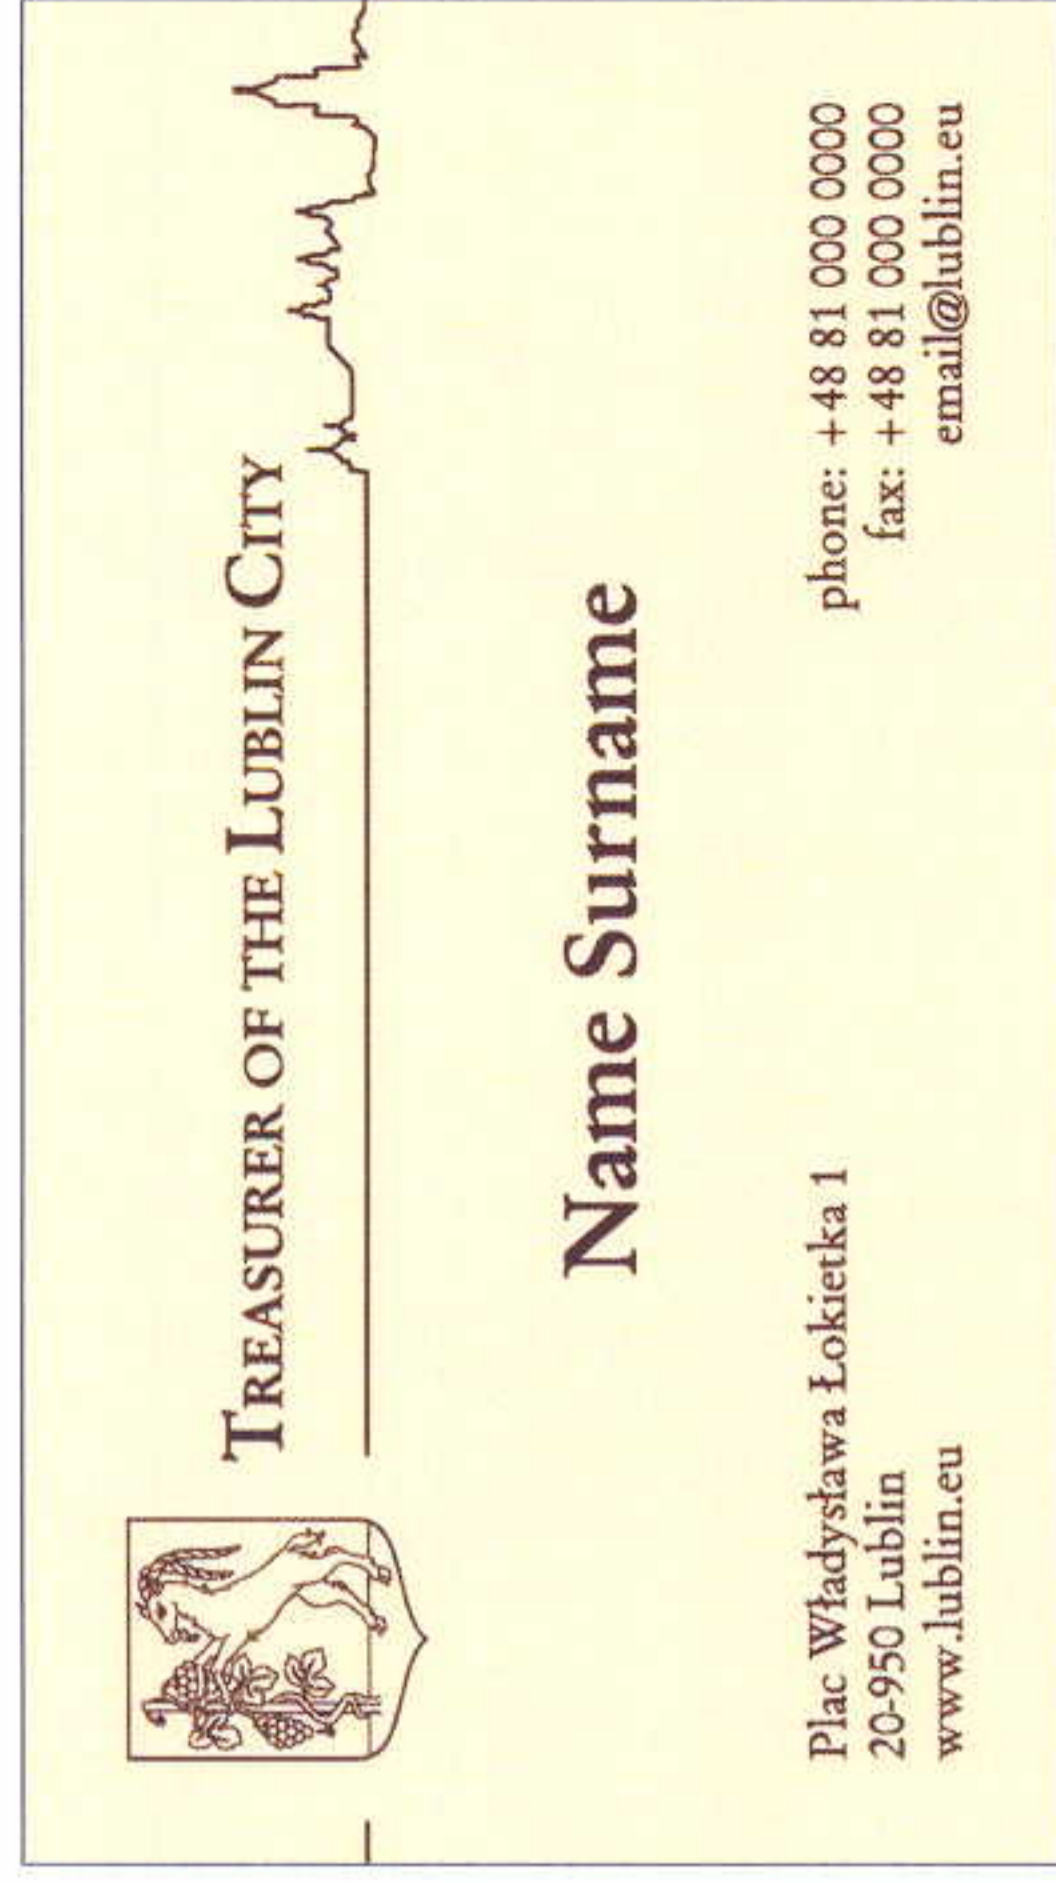 TREASURER OF THE LUBLIN CITY
Name Surname
Plac Władysława Łokietka 1
20-950 Lublin
www.lublin.eu
phone: +48 81 000 0000
fax: +48 81 000 0000
email@lublin.eu